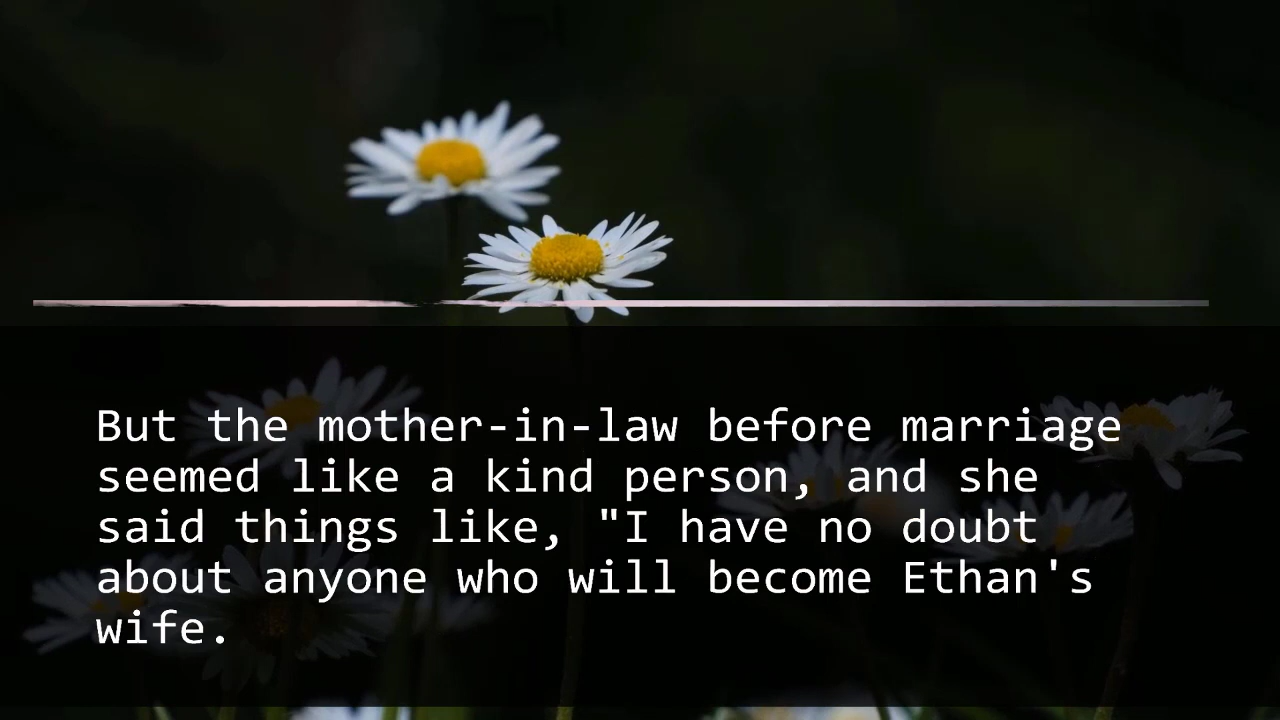 But the mother-in-law before marriage
seemed like a kind person, and she
said things like, "I have no doubt
about anyone who will become Ethan's
wife.